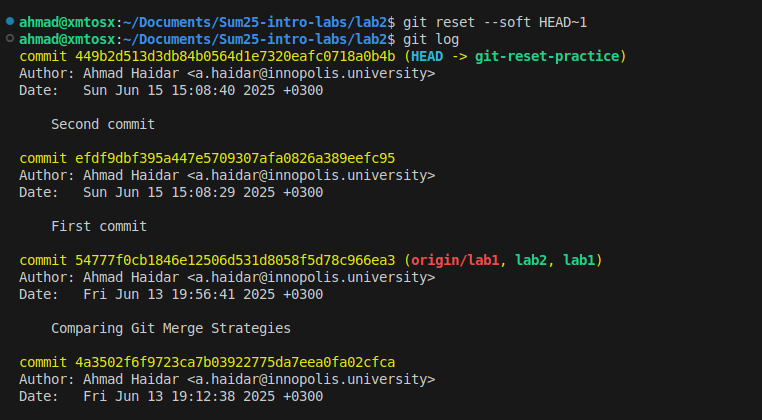 ahmad@xmtosx:~/Documents/Sum25-intro-labs/lab2$ git reset --soft HEAD~1
ahmad@xmtosx:~/Documents/Sum25-intro-labs/lab2$ git log
commit 449b2d513d3db84b0564d1e7320eafc0718a0b4b (HEAD -> git-reset-practice)
Author: Ahmad Haidar <a.haidar@innopolis.university>
Date:   Sun Jun 15 15:08:40 2025 +0300

    Second commit

commit efdf9dbf395a447e5709307afa0826a389eefc95
Author: Ahmad Haidar <a.haidar@innopolis.university>
Date:   Sun Jun 15 15:08:29 2025 +0300

    First commit

commit 54777f0cb1846e12506d531d8058f5d78c966ea3 (origin/lab1, lab2, lab1)
Author: Ahmad Haidar <a.haidar@innopolis.university>
Date:   Fri Jun 13 19:56:41 2025 +0300

    Comparing Git Merge Strategies

commit 4a3502f6f9723ca7b03922775da7eea0fa02cfca
Author: Ahmad Haidar <a.haidar@innopolis.university>
Date:   Fri Jun 13 19:12:38 2025 +0300